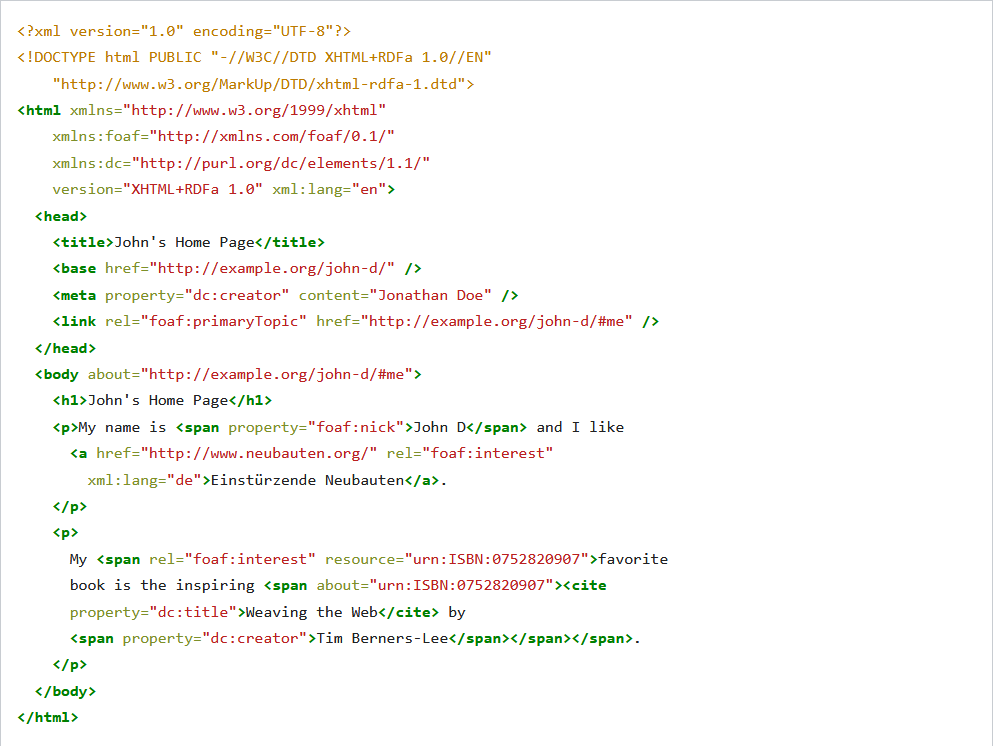 <?xml version="1.0" encoding="UTF-8"?>
<!DOCTYPE html PUBLIC "-//W3C//DTD XHTML+RDFa 1.0//EN"
    "http://www.w3.org/MarkUp/DTD/xhtml-rdfa-1.dtd">
<html xmlns="http://www.w3.org/1999/xhtml"
    xmlns:foaf="http://xmlns.com/foaf/0.1/"
    xmlns:dc="http://purl.org/dc/elements/1.1/"
    version="XHTML+RDFa 1.0" xml:lang="en">
  <head>
    <title>John's Home Page</title>
    <base href="http://example.org/john-d/" />
    <meta property="dc:creator" content="Jonathan Doe" />
    <link rel="foaf:primaryTopic" href="http://example.org/john-d/#me" />
  </head>
  <body about="http://example.org/john-d/#me">
    <h1>John's Home Page</h1>
    <p>My name is <span property="foaf:nick">John D</span> and I like
      <a href="http://www.neubauten.org/" rel="foaf:interest"
        xml:lang="de">Einstürzende Neubauten</a>.
    </p>
    <p>
      My <span rel="foaf:interest" resource="urn:ISBN:0752820907">favorite
      book is the inspiring <span about="urn:ISBN:0752820907"><cite
      property="dc:title">Weaving the Web</cite> by
      <span property="dc:creator">Tim Berners-Lee</span></span></span>.
    </p>
  </body>
</html>